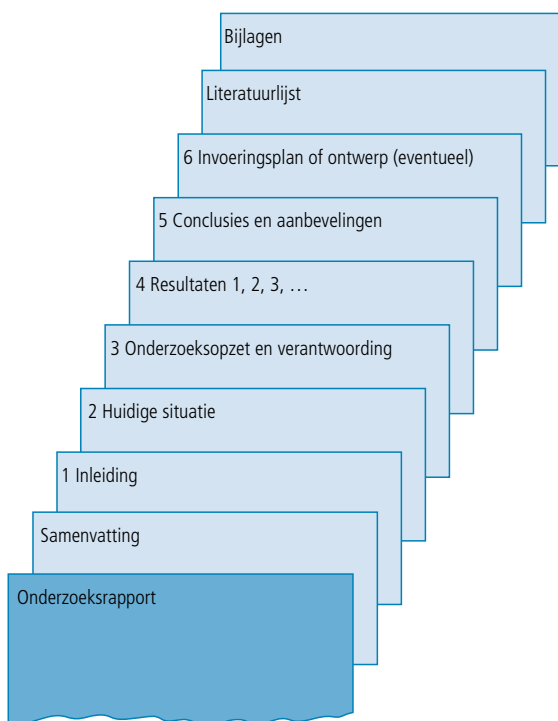 Bijlagen
Literatuurlijst
6 Invoeringsplan of ontwerp (eventueel)
5 Conclusies en aanbevelingen
4 Resultaten 1, 2, 3, …
3 Onderzoeksopzet en verantwoording
2 Huidige situatie
1 Inleiding
Samenvatting
Onderzoeksrapport